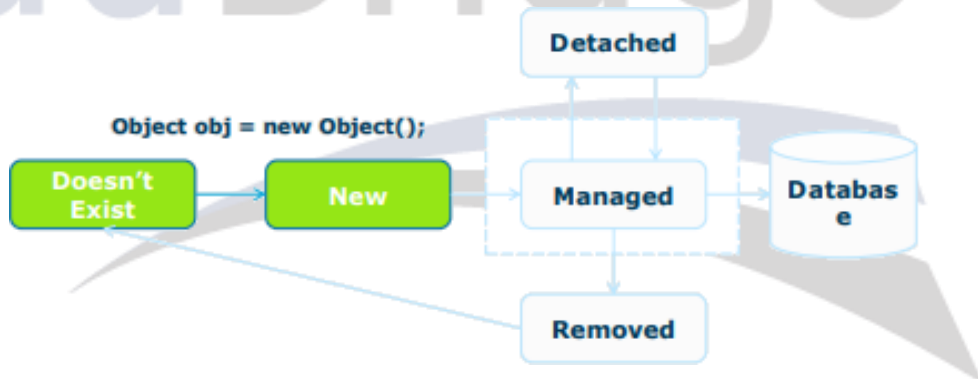 Detached
Object obj = new Object();
Doesn't
Exist
New
Managed
Databas
e
Removed